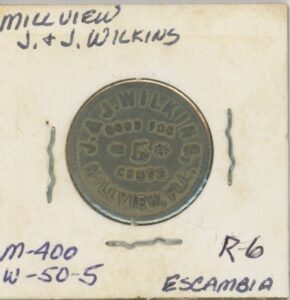 MILLVIEW
J. & J. WILKINS
J. & J. WILKINS,
GOOD FOR
5
CENTS
MILLVIEW, FLA.
M-400
R-6
W-50-5
ESCAMBIA